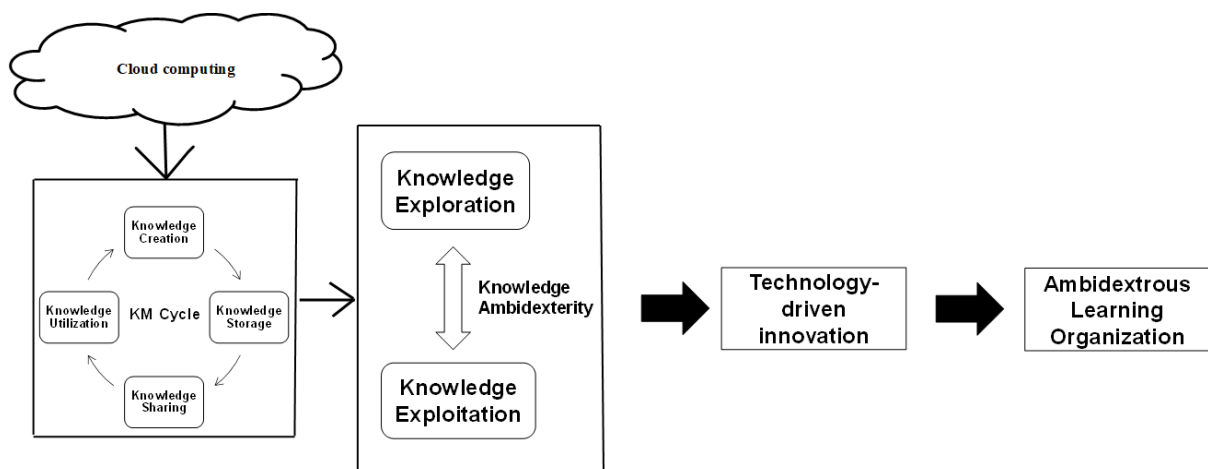 Cloud computing
Knowledge
Creation
Knowledge
Utilization
KM Cycle
Knowledge
Storage
Knowledge
Sharing
Knowledge
Exploration
Knowledge
Ambidexterity
Knowledge
Exploitation
Technology-
driven
innovation
Ambidextrous
Learning
Organization